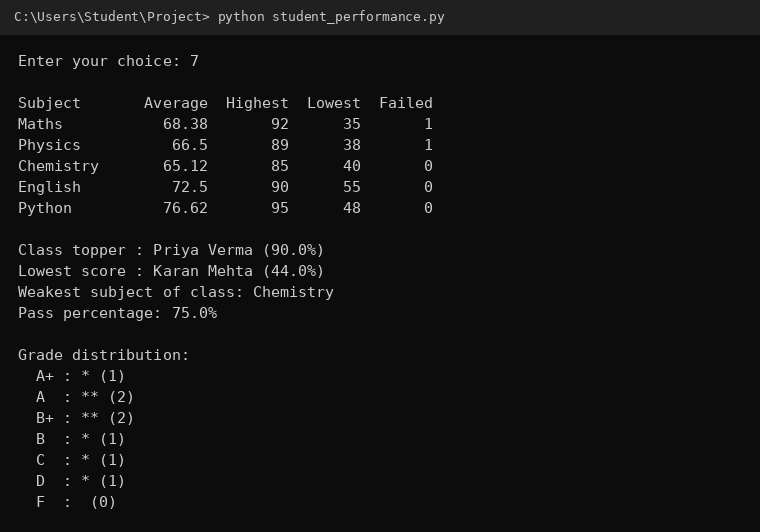 C:\Users\Student\Project> python student_performance.py
Enter your choice: 7
Subject       Average  Highest  Lowest  Failed
Maths           68.38       92      35       1
Physics          66.5       89      38       1
Chemistry       65.12       85      40       0
English          72.5       90      55       0
Python          76.62       95      48       0
Class topper : Priya Verma (90.0%)
Lowest score : Karan Mehta (44.0%)
Weakest subject of class: Chemistry
Pass percentage: 75.0%
Grade distribution:
  A+ : * (1)
  A  : ** (2)
  B+ : ** (2)
  B  : * (1)
  C  : * (1)
  D  : * (1)
  F  :  (0)